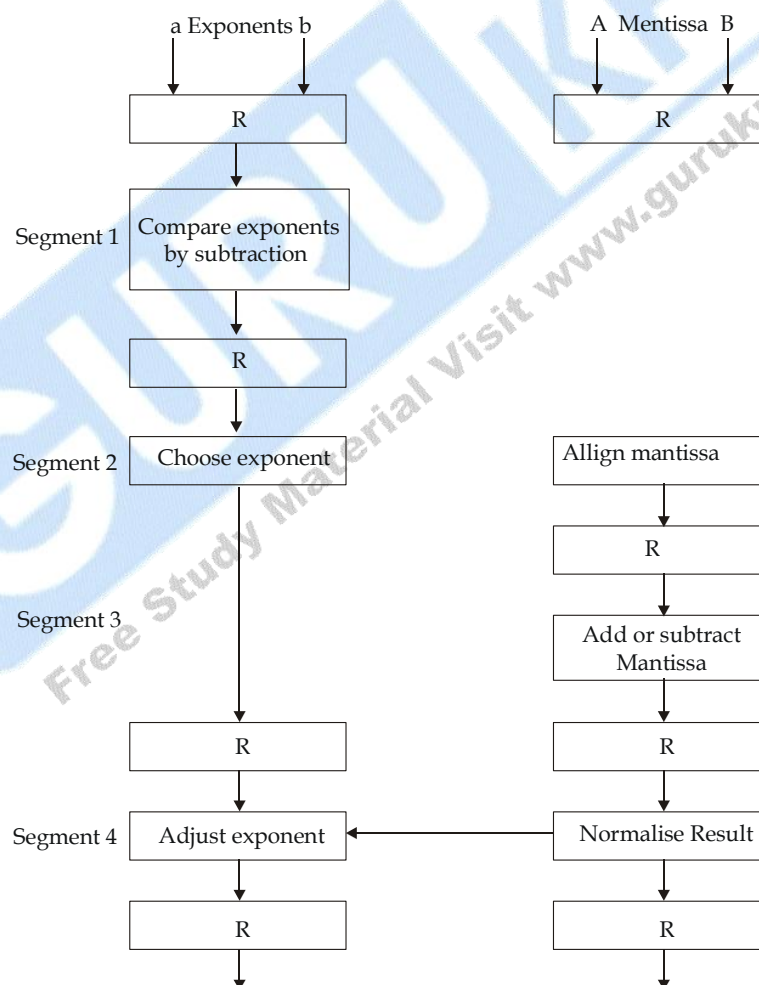 a Exponents b
A Mentissa B
R
R
Segment 1
Compare exponents
by subtraction
R
Segment 2
Choose exponent
Allign mantissa
R
Segment 3
Add or subtract
Mantissa
R
R
Segment 4
Adjust exponent
Normalise Result
R
R
GURUK
Free Study Material Visit www.guruk